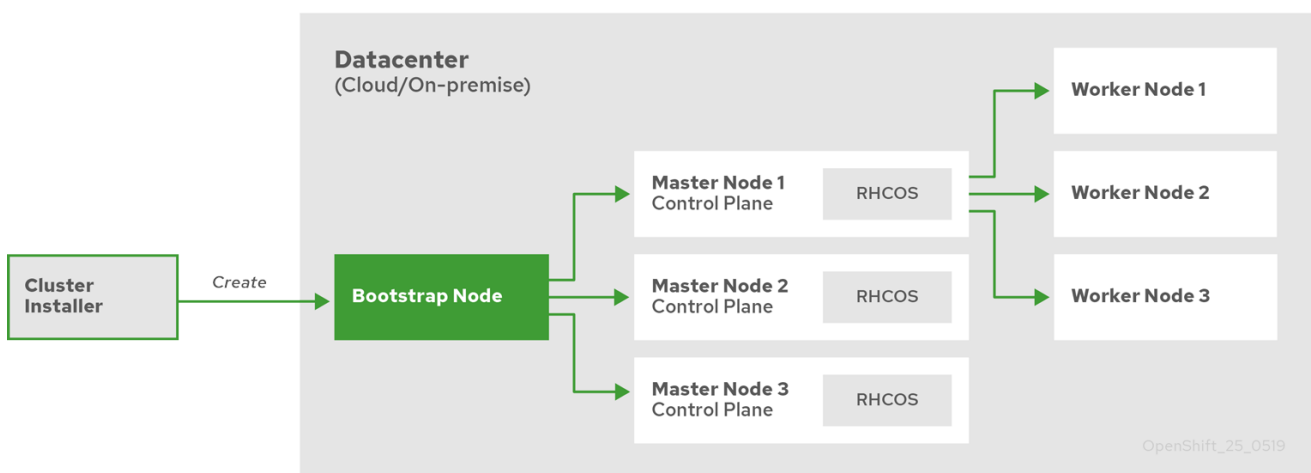 Datacenter
(Cloud/On-premise)
Cluster
Installer
Create
Bootstrap Node
Master Node 1
Control Plane
RHCOS
Master Node 2
Control Plane
RHCOS
Master Node 3
Control Plane
RHCOS
Worker Node 1
Worker Node 2
Worker Node 3
OpenShift_25_0519